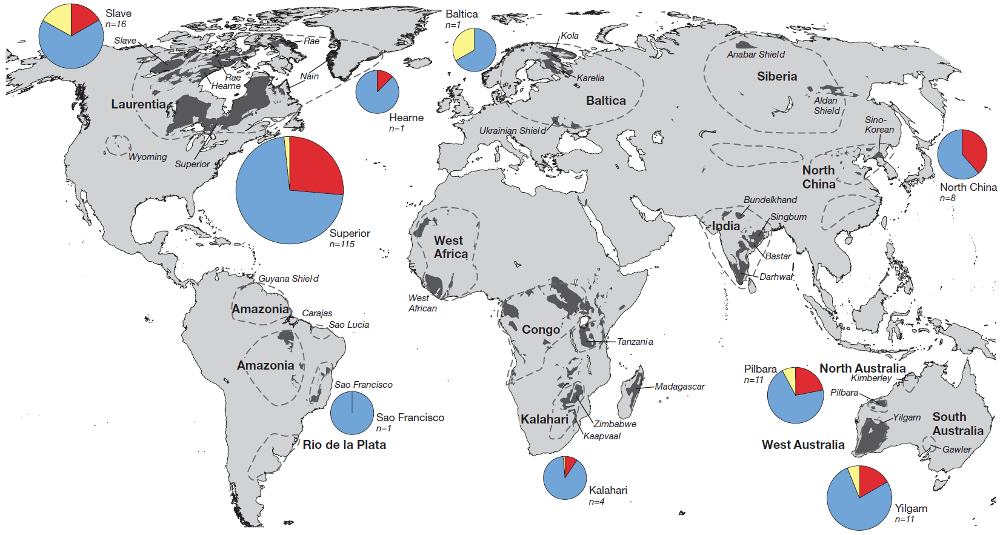 Slave
n=16
Slave
Rae
Rae
Hearne
Nain
Laurentia
Wyoming
Superior
Hearne
n=1
Superior
n=115
Baltica
n=1
Kola
Karelia
Baltica
Ukrainian Shield
Anabar Shield
Siberia
Aldan
Shield
Sino-
Korean
North
China
North China
n=8
Bundelkhand
Singbum
India
Bastar
Darhwar
West
Africa
West
African
Congo
Tanzania
Madagascar
Zimbabwe
Kaapvaal
Kalahari
Kalahari
n=4
Guyana Shield
Amazonia
Carajas
Sao Lucia
Amazonia
Sao Francisco
Sao Francisco
n=1
Rio de la Plata
Pilbara
n=11
North Australia
Kimberley
Pilbara
Yilgarn
South
Australia
West Australia
Gawler
Yilgarn
n=11